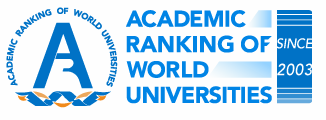 ACADEMIC RANKING OF WORLD UNIVERSITIES
A
ACADEMIC
RANKING OF
WORLD
UNIVERSITIES
SINCE
2003